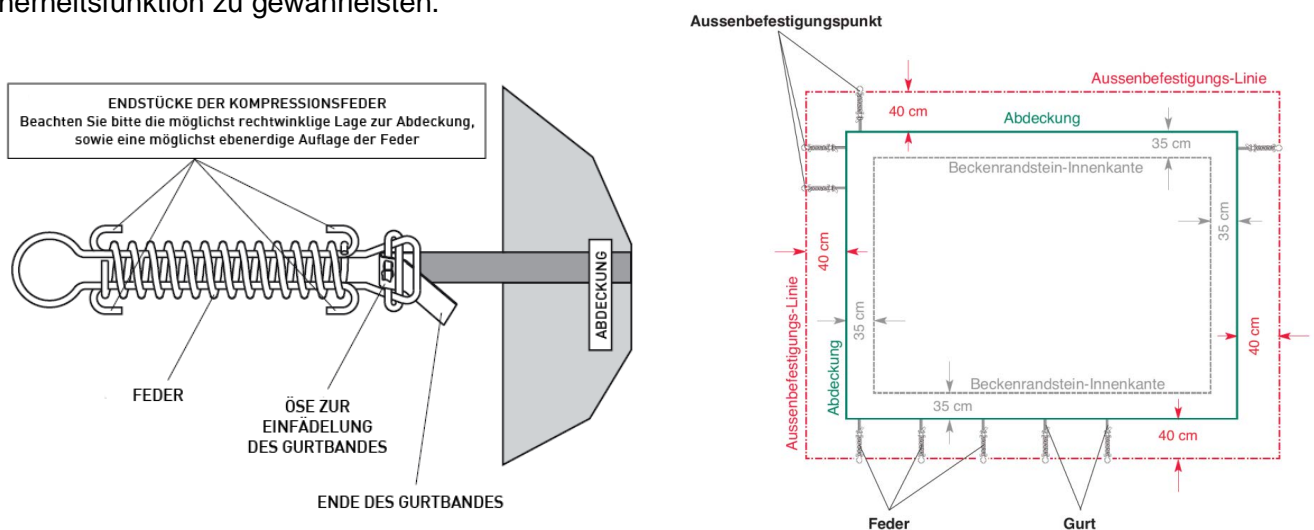 herheitsfunktion zu gewährleisten.
ENDSTÜCKE DER KOMPRESSIONSFEDER
Beachten Sie bitte die möglichst rechtwinklige Lage zur Abdeckung,
sowie eine möglichst ebenerdige Auflage der Feder
ABDECKUNG
FEDER
ÖSE ZUR
EINFÄDELUNG
DES GURTBANDES
ENDE DES GURTBANDES
Aussenbefestigungspunkt
Aussenbefestigungs-Linie
40 cm
Abdeckung
35 cm
Beckenrandstein-Innenkante
35 cm
40 cm
40 cm
35 cm
Aussenbefestigungs-Linie
Abdeckung
Beckenrandstein-Innenkante
35 cm
40 cm
Feder
Gurt